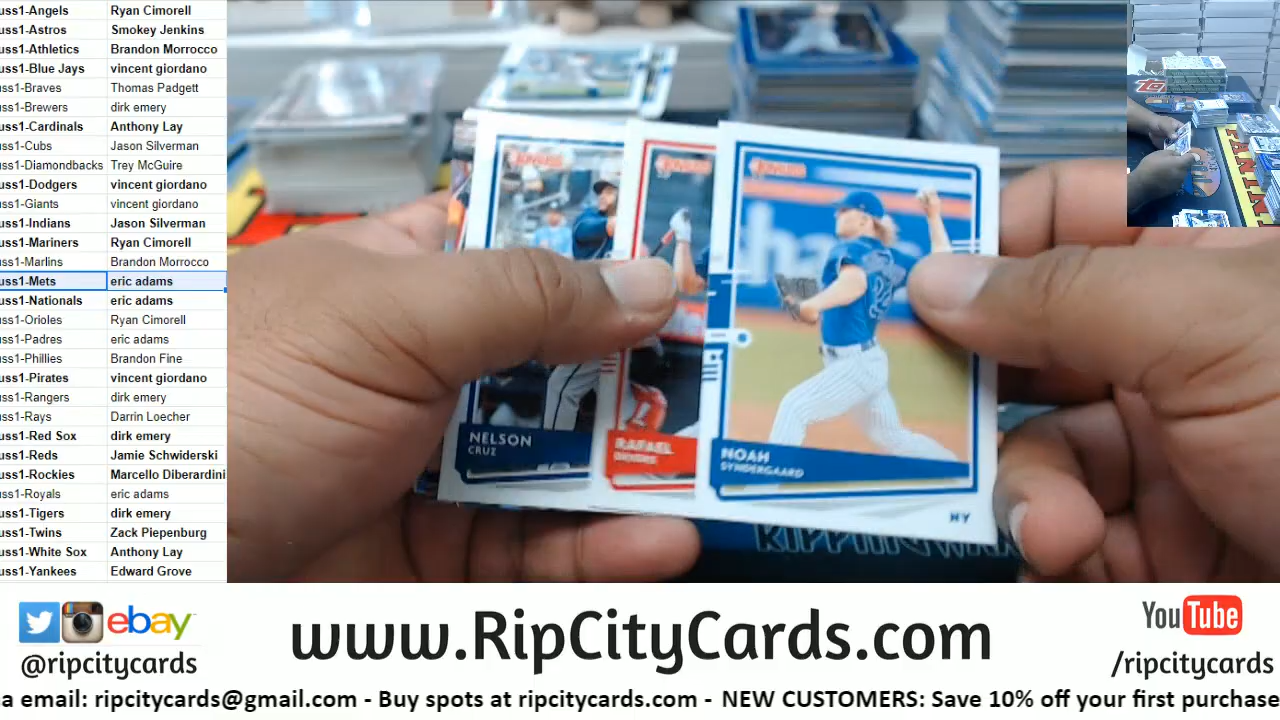 uss1-Angels Ryan Cimorell
uss1-Astros Smokey Jenkins
uss1-Athletics Brandon Morrocco
uss1-Blue Jays vincent giordano
uss1-Braves Thomas Padgett
uss1-Brewers dirk emery
uss1-Cardinals Anthony Lay
uss1-Cubs Jason Silverman
uss1-Diamondbacks Trey McGuire
uss1-Dodgers vincent giordano
uss1-Giants vincent giordano
uss1-Indians Jason Silverman
uss1-Mariners Ryan Cimorell
uss1-Marlins Brandon Morrocco
uss1-Mets eric adams
uss1-Nationals eric adams
uss1-Orioles Ryan Cimorell
uss1-Padres eric adams
uss1-Phillies Brandon Fine
uss1-Pirates vincent giordano
uss1-Rangers dirk emery
uss1-Rays Darrin Loecher
uss1-Red Sox dirk emery
uss1-Reds Jamie Schwiderski
uss1-Rockies Marcello Diberardini
uss1-Royals eric adams
uss1-Tigers dirk emery
uss1-Twins Zack Piepenburg
uss1-White Sox Anthony Lay
uss1-Yankees Edward Grove
NELSON
CRUZ
RAFAEL
DEVERS
NOAH
SYNDERGAARD
NY
ebay
@ripcitycards
www.RipCityCards.com
YouTube
/ripcitycards
a email: ripcitycards@gmail.com - Buy spots at ripcitycards.com - NEW CUSTOMERS: Save 10% off your first purchase